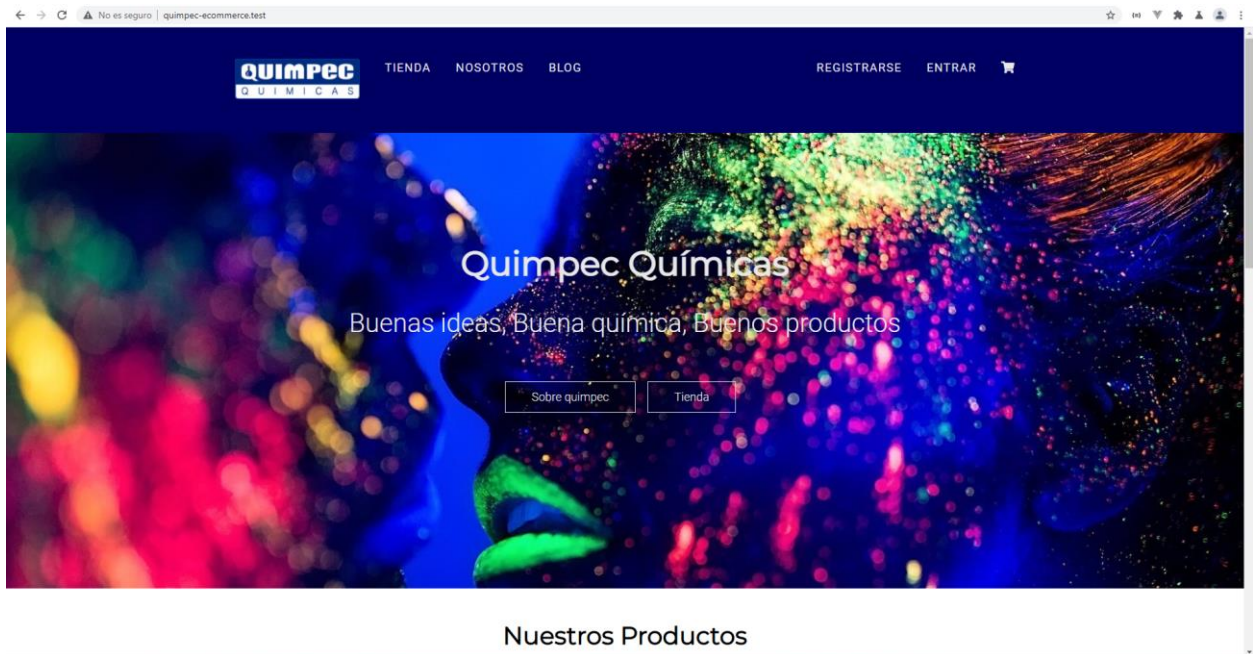 No es seguro | quimpec-ecommerce.test
QUIMPEC
QUIMICAS
TIENDA NOSOTROS BLOG
REGISTRARSE ENTRAR
Quimpec Químicas
Buenas ideas, Buena química, Buenos productos
Sobre quimpec Tienda
Nuestros Productos